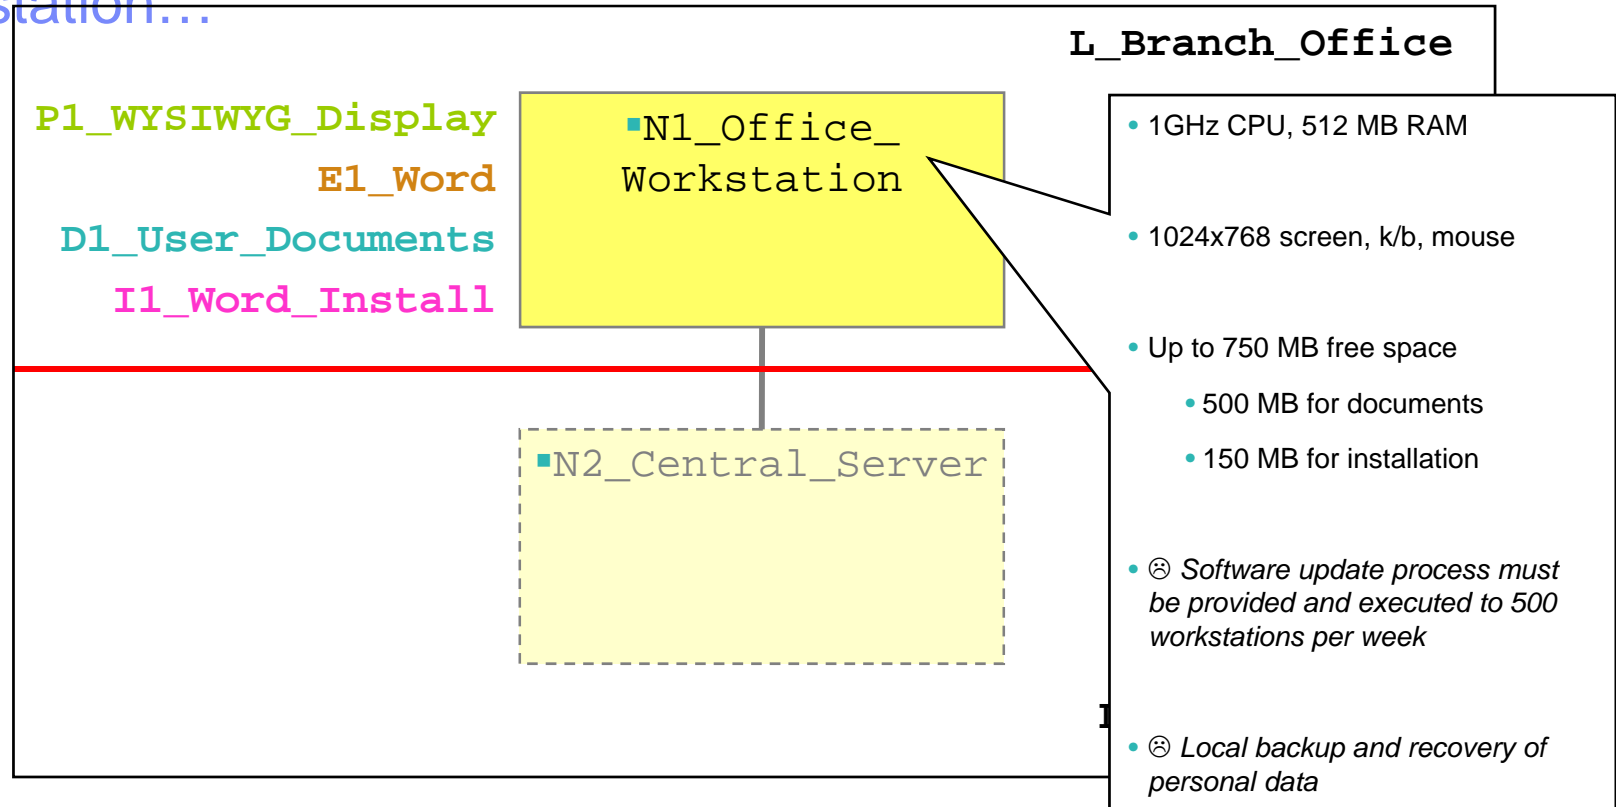 L_Branch_Office
P1_WYSIWYG_Display
E1_Word
D1_User_Documents
I1_Word_Install
▪N1_Office_
Workstation
• 1GHz CPU, 512 MB RAM
• 1024x768 screen, k/b, mouse
• Up to 750 MB free space
• 500 MB for documents
• 150 MB for installation
• ☹ Software update process must
be provided and executed to 500
workstations per week
• ☹ Local backup and recovery of
personal data
▪N2_Central_Server